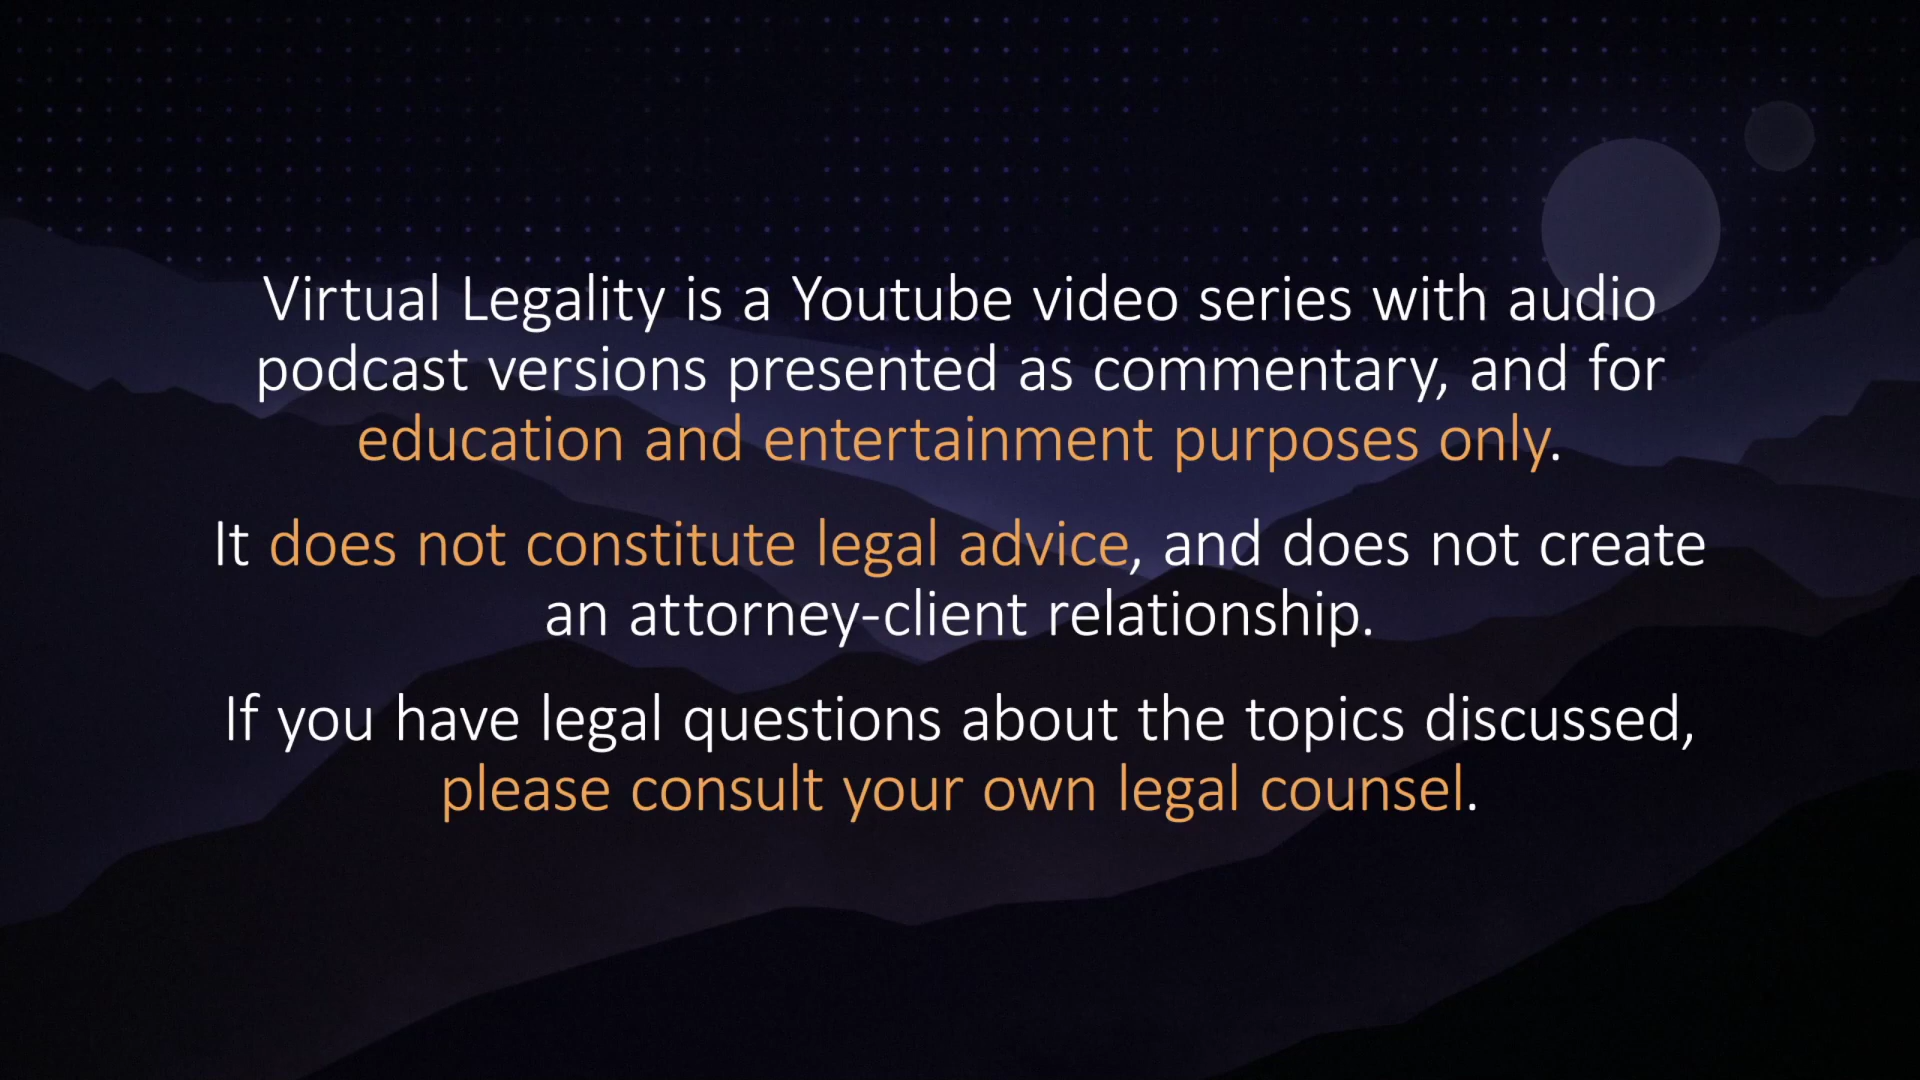 Virtual Legality is a Youtube video series with audio
podcast versions presented as commentary, and for
education and entertainment purposes only.
It does not constitute legal advice, and does not create
an attorney-client relationship.
If you have legal questions about the topics discussed,
please consult your own legal counsel.